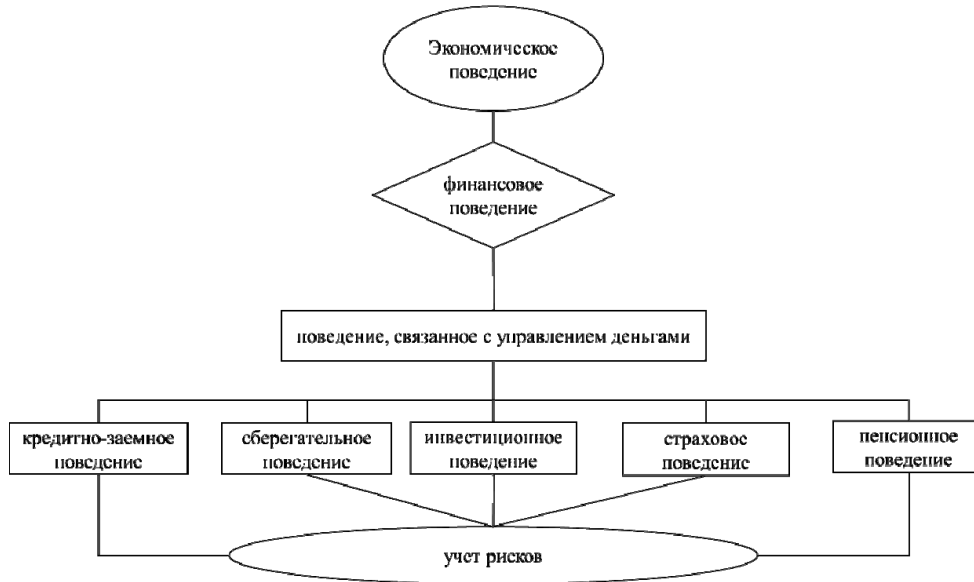 Экономическое
поведение
финансовое
поведение
поведение, связанное с управлением деньгами
кредитно-заемное
поведение
сберегательное
поведение
инвестиционное
поведение
страховое
поведение
пенсионное
поведение
учет рисков